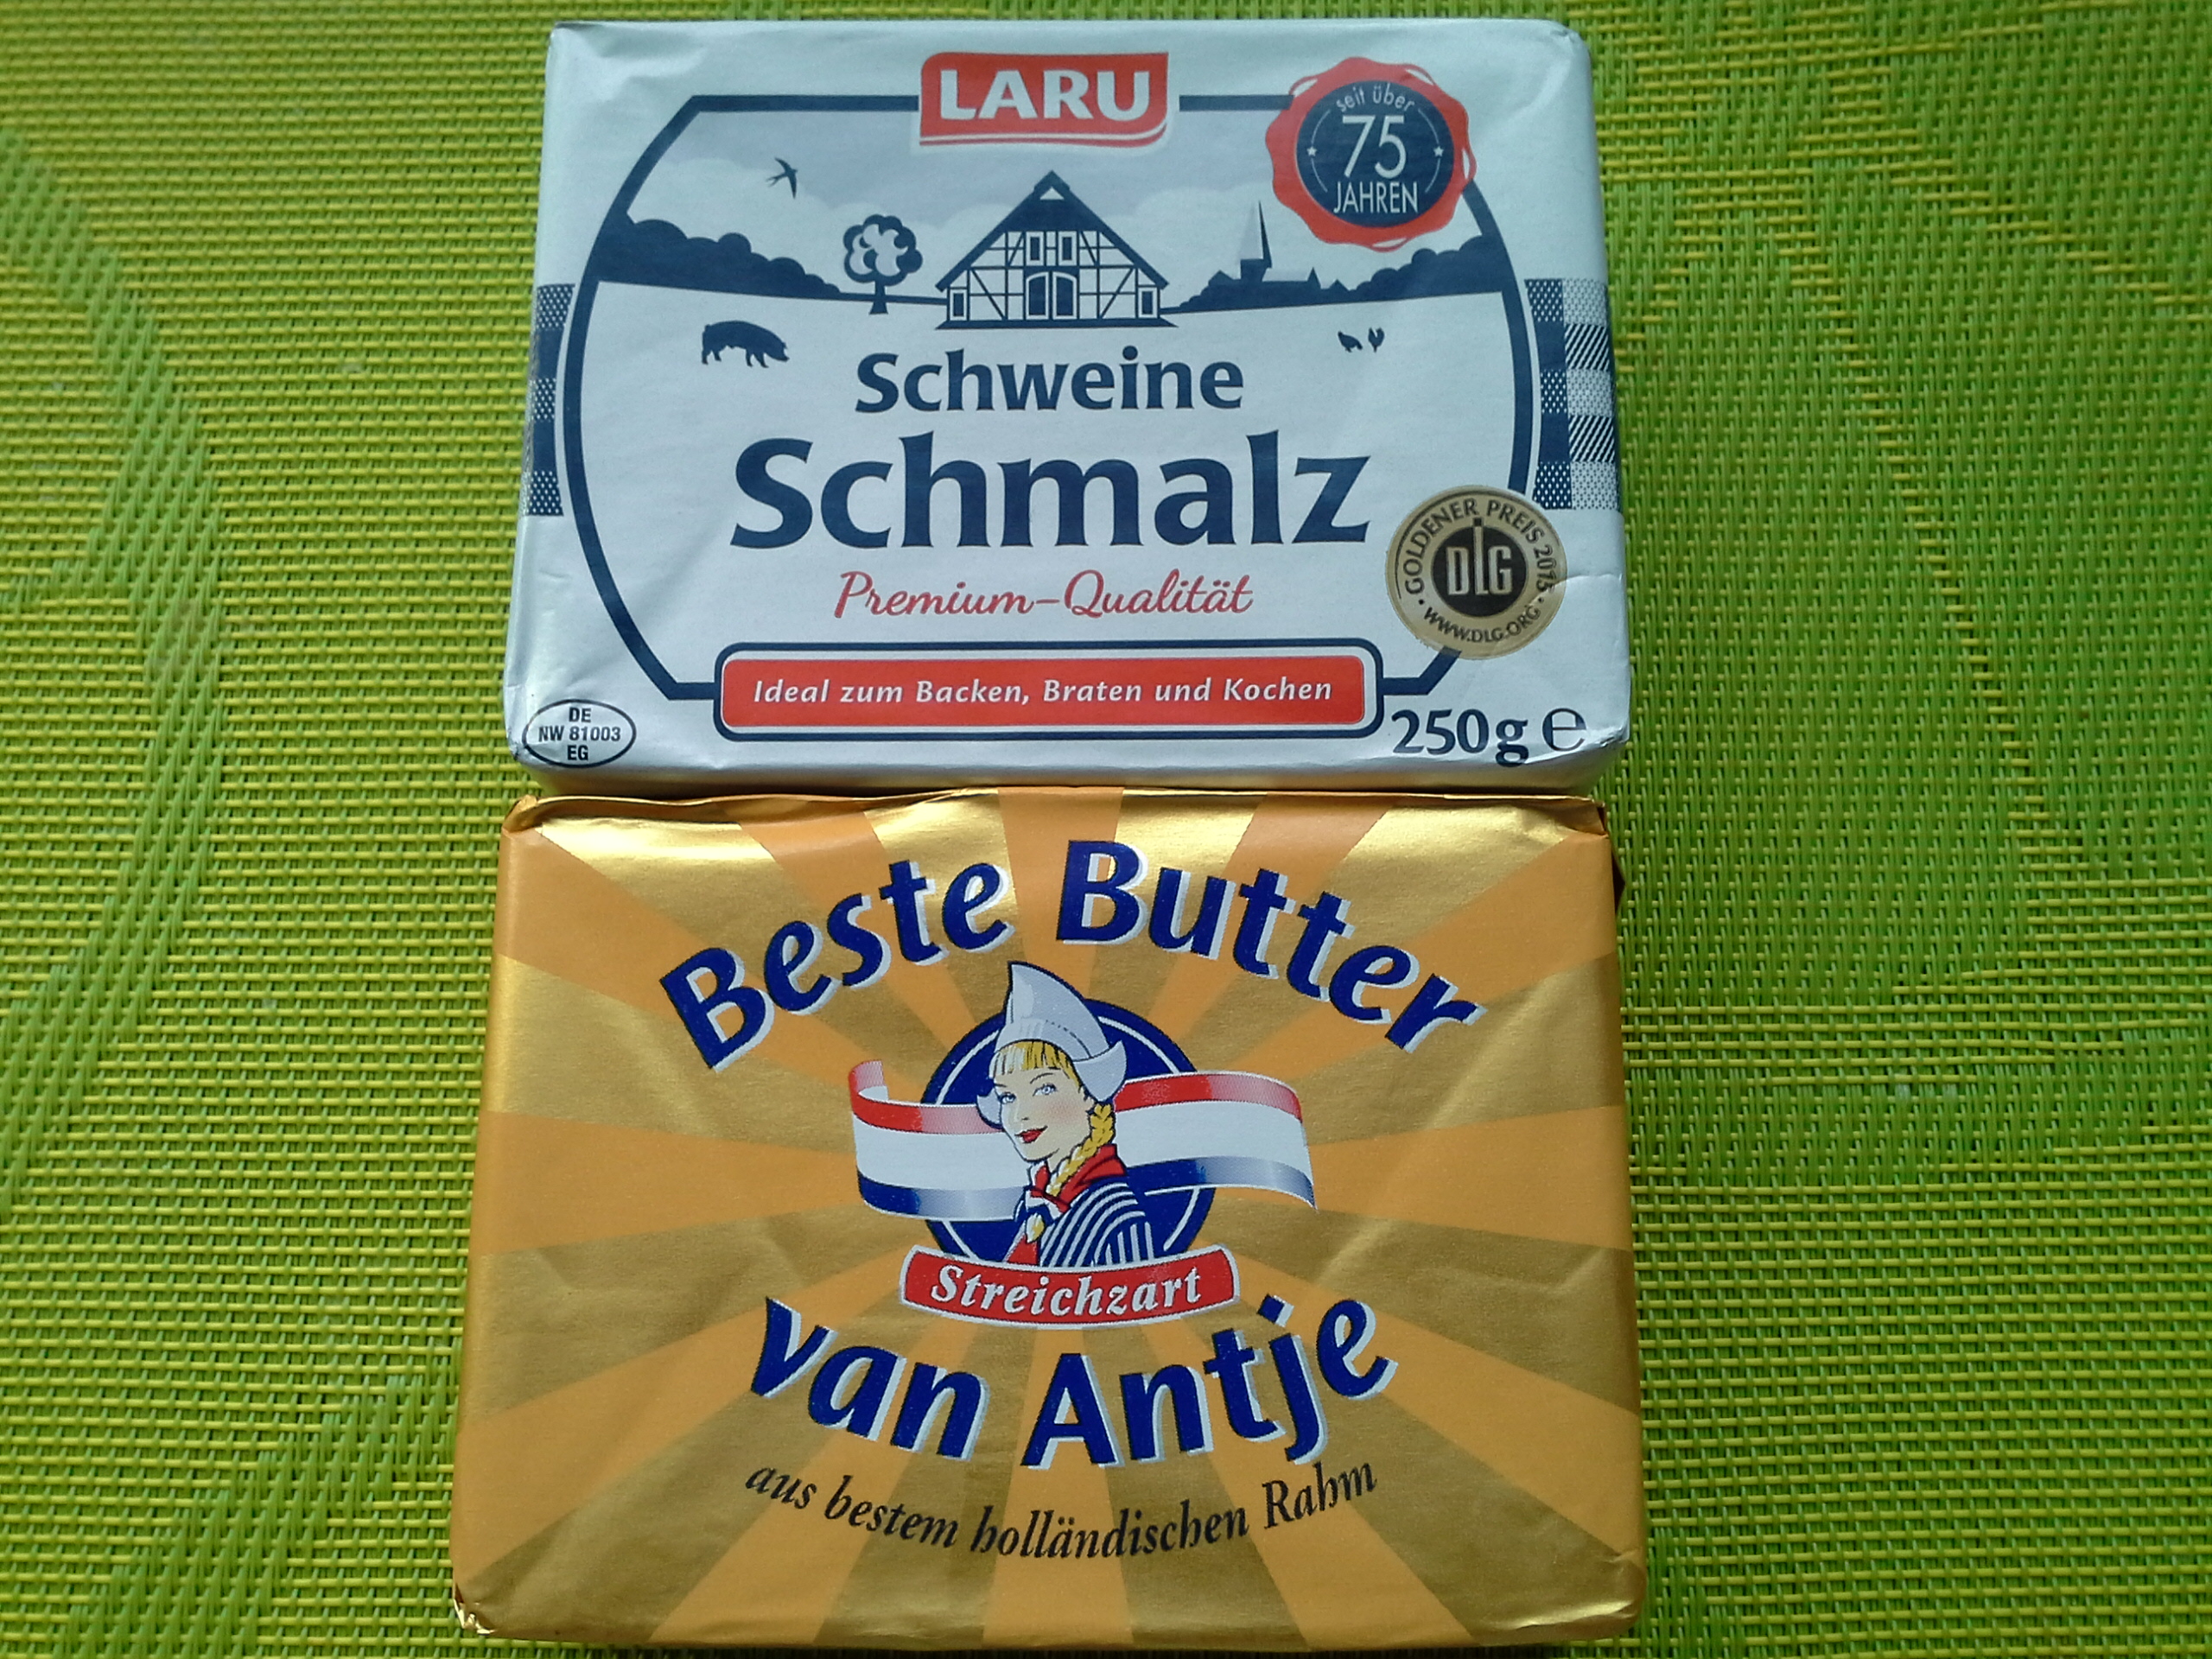 LARU
seit über
75
JAHREN
Schweine
Schmalz
Premium-Qualität
GOLDENER PREIS 2015
DLG
WWW.DLG.ORG
Ideal zum Backen, Braten und Kochen
DE
NW 81003
EG
250g e
Beste Butter
Streichzart
van Antje
aus bestem holländischen Rahm